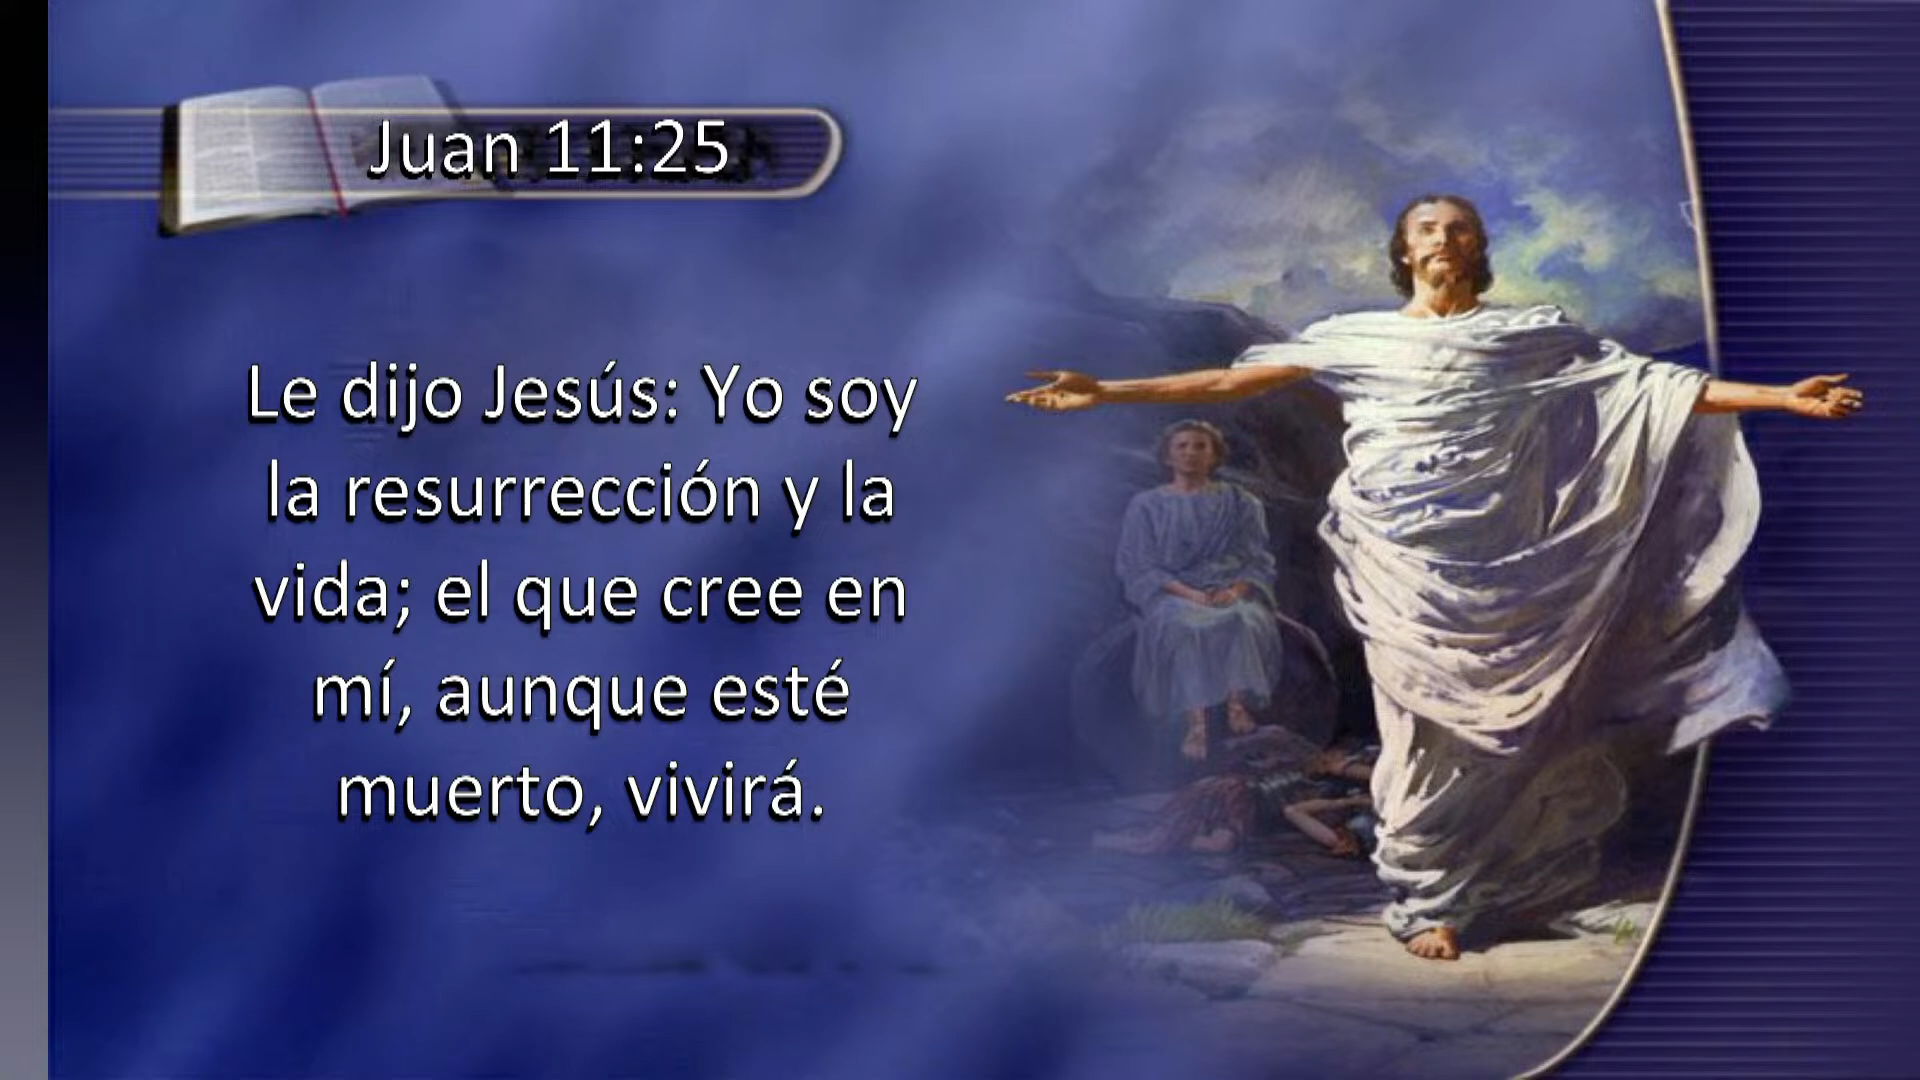 Juan 11:25
Le dijo Jesús: Yo soy
la resurrección y la
vida; el que cree en
mí, aunque esté
muerto, vivirá.